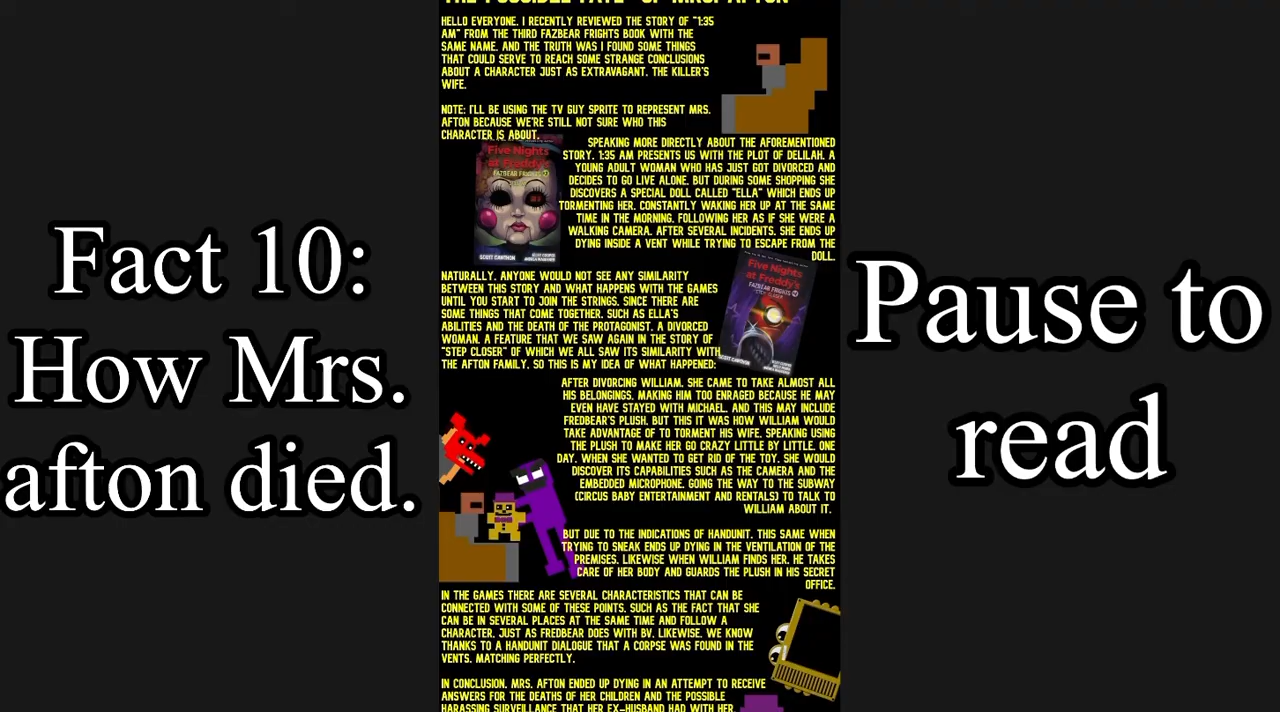 THE POSSIBLE FATE OF MRS. AFTON
Fact 10:
How Mrs.
afton died.
HELLO EVERYONE. I RECENTLY REVIEWED THE STORY OF "1:35
AM" FROM THE THIRD FAZBEAR FRIGHTS BOOK WITH THE
SAME NAME. AND THE TRUTH WAS I FOUND SOME THINGS
THAT COULD SERVE TO REACH SOME STRANGE CONCLUSIONS
ABOUT A CHARACTER JUST AS EXTRAVAGANT. THE KILLER'S
WIFE.
NOTE: I'LL BE USING THE TV GUY SPRITE TO REPRESENT MRS.
AFTON BECAUSE WE'RE STILL NOT SURE WHO THIS
CHARACTER IS ABOUT.
SPEAKING MORE DIRECTLY ABOUT THE AFOREMENTIONED
STORY. 1:35 AM PRESENTS US WITH THE PLOT OF DELILAH. A
YOUNG ADULT WOMAN WHO HAS JUST GOT DIVORCED AND
DECIDES TO GO LIVE ALONE. BUT DURING SOME SHOPPING SHE
DISCOVERS A SPECIAL DOLL CALLED "ELLA" WHICH ENDS UP
TORMENTING HER. CONSTANTLY WAKING HER UP AT THE SAME
TIME IN THE MORNING. FOLLOWING HER AS IF SHE WERE A
WALKING CAMERA. AFTER SEVERAL INCIDENTS. SHE ENDS UP
DYING INSIDE A VENT WHILE TRYING TO ESCAPE FROM THE
DOLL.
Five Nights
at Freddy's
FAZBEAR FRIGHTS
SCOTT CAWTHON
NATURALLY. ANYONE WOULD NOT SEE ANY SIMILARITY
BETWEEN THIS STORY AND WHAT HAPPENS WITH THE GAMES
UNTIL YOU START TO JOIN THE STRINGS. SINCE THERE ARE
SOME THINGS THAT COME TOGETHER. SUCH AS ELLA'S
ABILITIES AND THE DEATH OF THE PROTAGONIST. A DIVORCED
WOMAN. A FEATURE THAT WE SAW AGAIN IN THE STORY OF
"STEP CLOSER" OF WHICH WE ALL SAW ITS SIMILARITY WITH
THE AFTON FAMILY. SO THIS IS MY IDEA OF WHAT HAPPENED:
Five Nights
at Freddy's
FAZBEAR FRIGHTS
SCOTT CAWTHON
AFTER DIVORCING WILLIAM. SHE CAME TO TAKE ALMOST ALL
HIS BELONGINGS. MAKING HIM TOO ENRAGED BECAUSE HE MAY
EVEN HAVE STAYED WITH MICHAEL. AND THIS MAY INCLUDE
FREDBEAR'S PLUSH. BUT THIS IT WAS HOW WILLIAM WOULD
TAKE ADVANTAGE OF TO TORMENT HIS WIFE. SPEAKING USING
THE PLUSH TO MAKE HER GO CRAZY LITTLE BY LITTLE. ONE
DAY. WHEN SHE WANTED TO GET RID OF THE TOY. SHE WOULD
DISCOVER ITS CAPABILITIES SUCH AS THE CAMERA AND THE
EMBEDDED MICROPHONE. GOING THE WAY TO THE SUBWAY
(CIRCUS BABY ENTERTAINMENT AND RENTALS) TO TALK TO
WILLIAM ABOUT IT.
BUT DUE TO THE INDICATIONS OF HANDUNIT. THIS SAME WHEN
TRYING TO SNEAK ENDS UP DYING IN THE VENTILATION OF THE
PREMISES. LIKEWISE WHEN WILLIAM FINDS HER. HE TAKES
CARE OF HER BODY AND GUARDS THE PLUSH IN HIS SECRET
OFFICE.
IN THE GAMES THERE ARE SEVERAL CHARACTERISTICS THAT CAN BE
CONNECTED WITH SOME OF THESE POINTS. SUCH AS THE FACT THAT SHE
CAN BE IN SEVERAL PLACES AT THE SAME TIME AND FOLLOW A
CHARACTER. JUST AS FREDBEAR DOES WITH BV. LIKEWISE. WE KNOW
THANKS TO A HANDUNIT DIALOGUE THAT A CORPSE WAS FOUND IN THE
VENTS. MATCHING PERFECTLY.
IN CONCLUSION. MRS. AFTON ENDED UP DYING IN AN ATTEMPT TO RECEIVE
ANSWERS FOR THE DEATHS OF HER CHILDREN AND THE POSSIBLE
HARASSING SURVEILLANCE THAT HER EX-HUSBAND HAD WITH HER.
Pause to
read